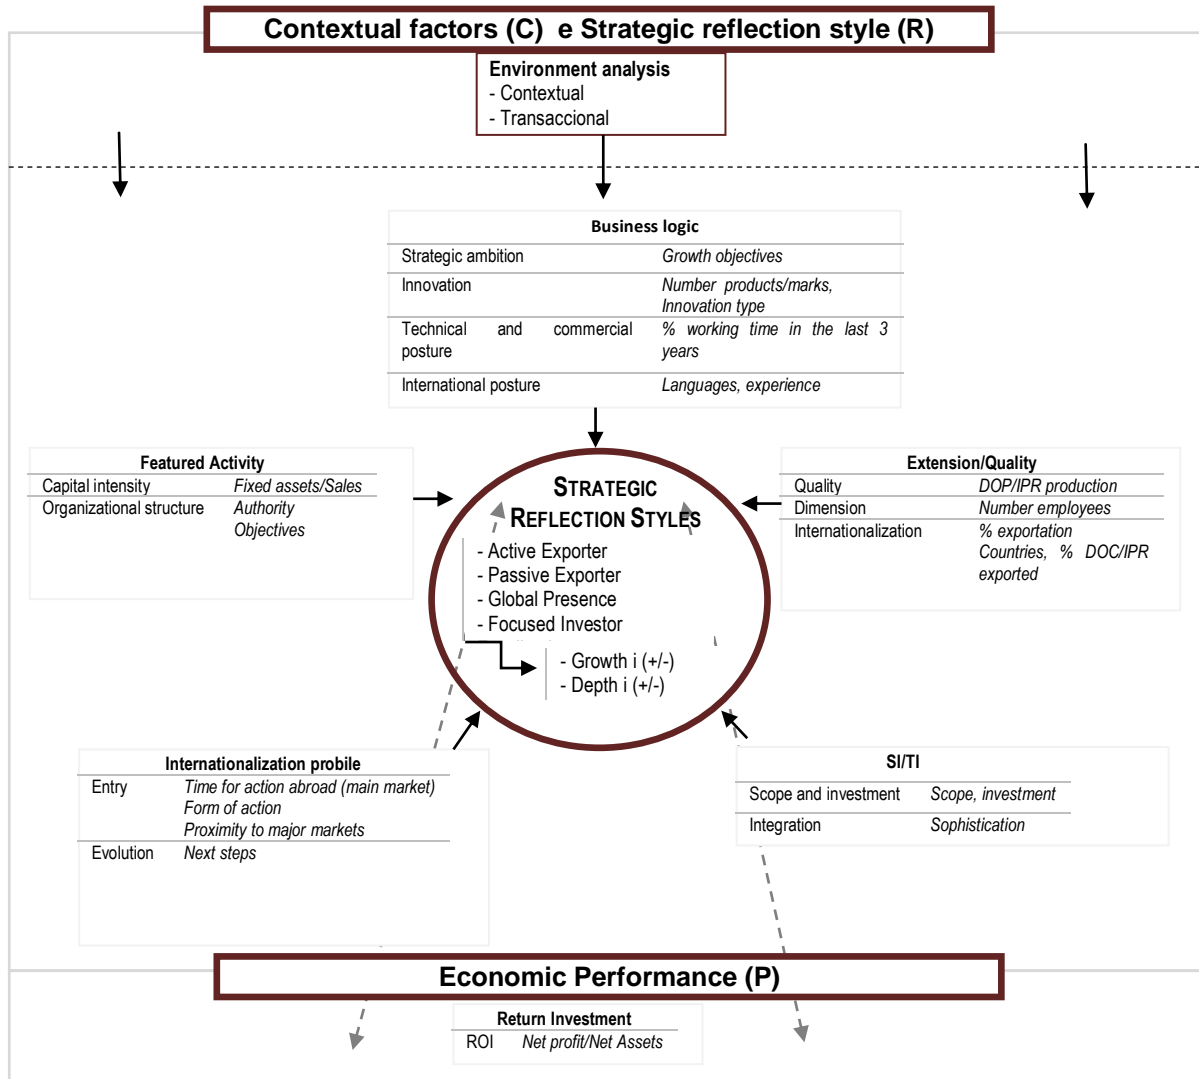 Contextual factors (C) e Strategic reflection style (R)
Environment analysis
- Contextual
- Transaccional
Business logic
Strategic ambition Growth objectives
Innovation Number products/marks,
Innovation type
Technical and commercial % working time in the last 3
posture years
International posture Languages, experience
Featured Activity
Capital intensity Fixed assets/Sales
Organizational structure Authority
Objectives
STRATEGIC
REFLECTION STYLES
- Active Exporter
- Passive Exporter
- Global Presence
- Focused Investor
- Growth i (+/-)
- Depth i (+/-)
Extension/Quality
Quality DOP/IPR production
Dimension Number employees
Internationalization % exportation
Countries, % DOC/IPR
exported
Internationalization probile
Entry Time for action abroad (main market)
Form of action
Proximity to major markets
Evolution Next steps
SI/TI
Scope and investment Scope, investment
Integration Sophistication
Economic Performance (P)
Return Investment
ROI Net profit/Net Assets